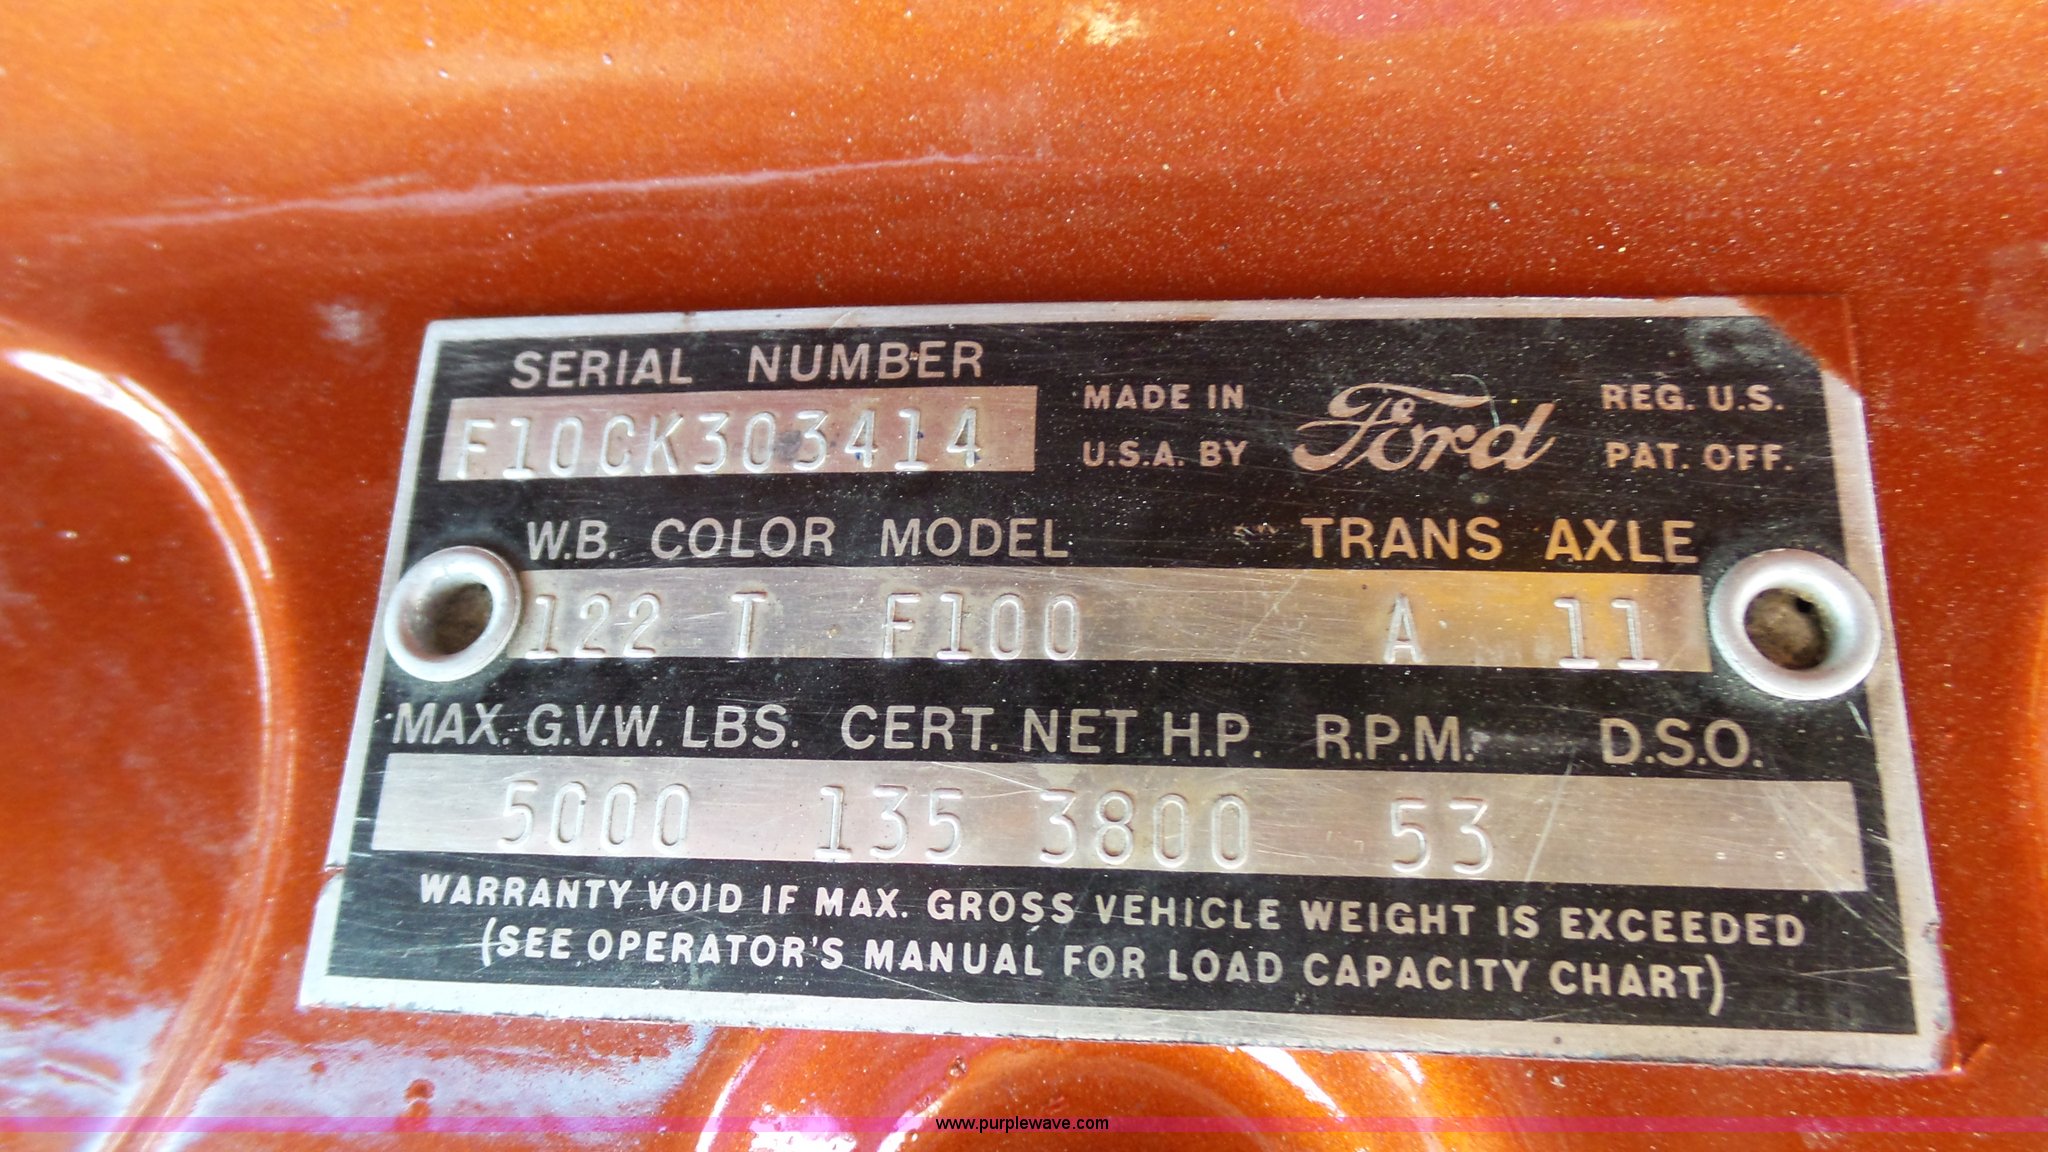 SERIAL NUMBER
F10CK303414
MADE IN
U.S.A. BY
Ford
REG. U.S.
PAT. OFF.
W.B. COLOR MODEL TRANS AXLE
122 T F100 A 11
MAX. G.V.W. LBS. CERT. NET H.P. R.P.M. D.S.O.
5000 135 3800 53
WARRANTY VOID IF MAX. GROSS VEHICLE WEIGHT IS EXCEEDED
(SEE OPERATOR'S MANUAL FOR LOAD CAPACITY CHART)
www.purplewave.com